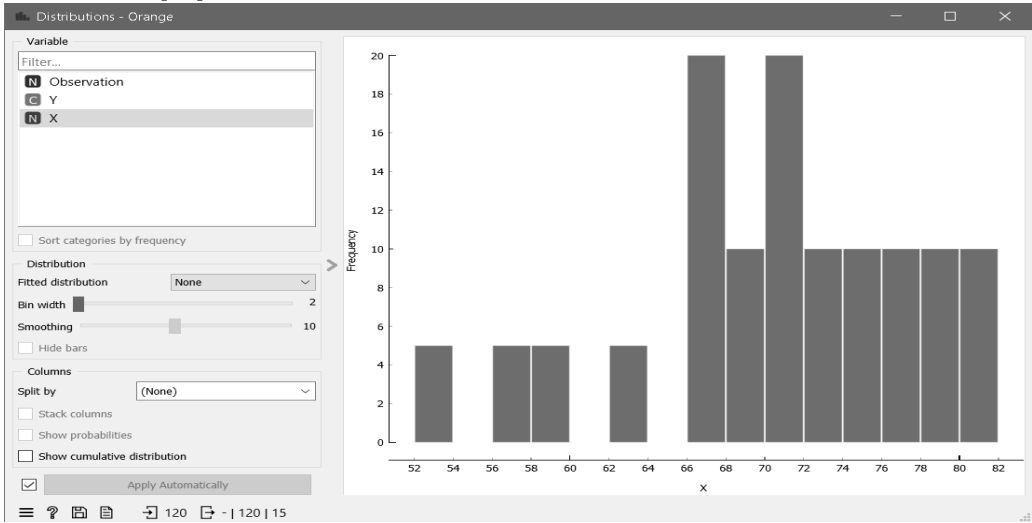 Distributions - Orange
Variable
Filter...
N Observation
C Y
N X
Sort categories by frequency
Distribution
Fitted distribution None
Bin width 2
Smoothing 10
Hide bars
Columns
Split by (None)
Stack columns
Show probabilities
Show cumulative distribution
Apply Automatically
120 - | 120 | 15
Frequency
20
18
16
14
12
10
8
6
4
2
0
52 54 56 58 60 62 64 66 68 70 72 74 76 78 80 82
X